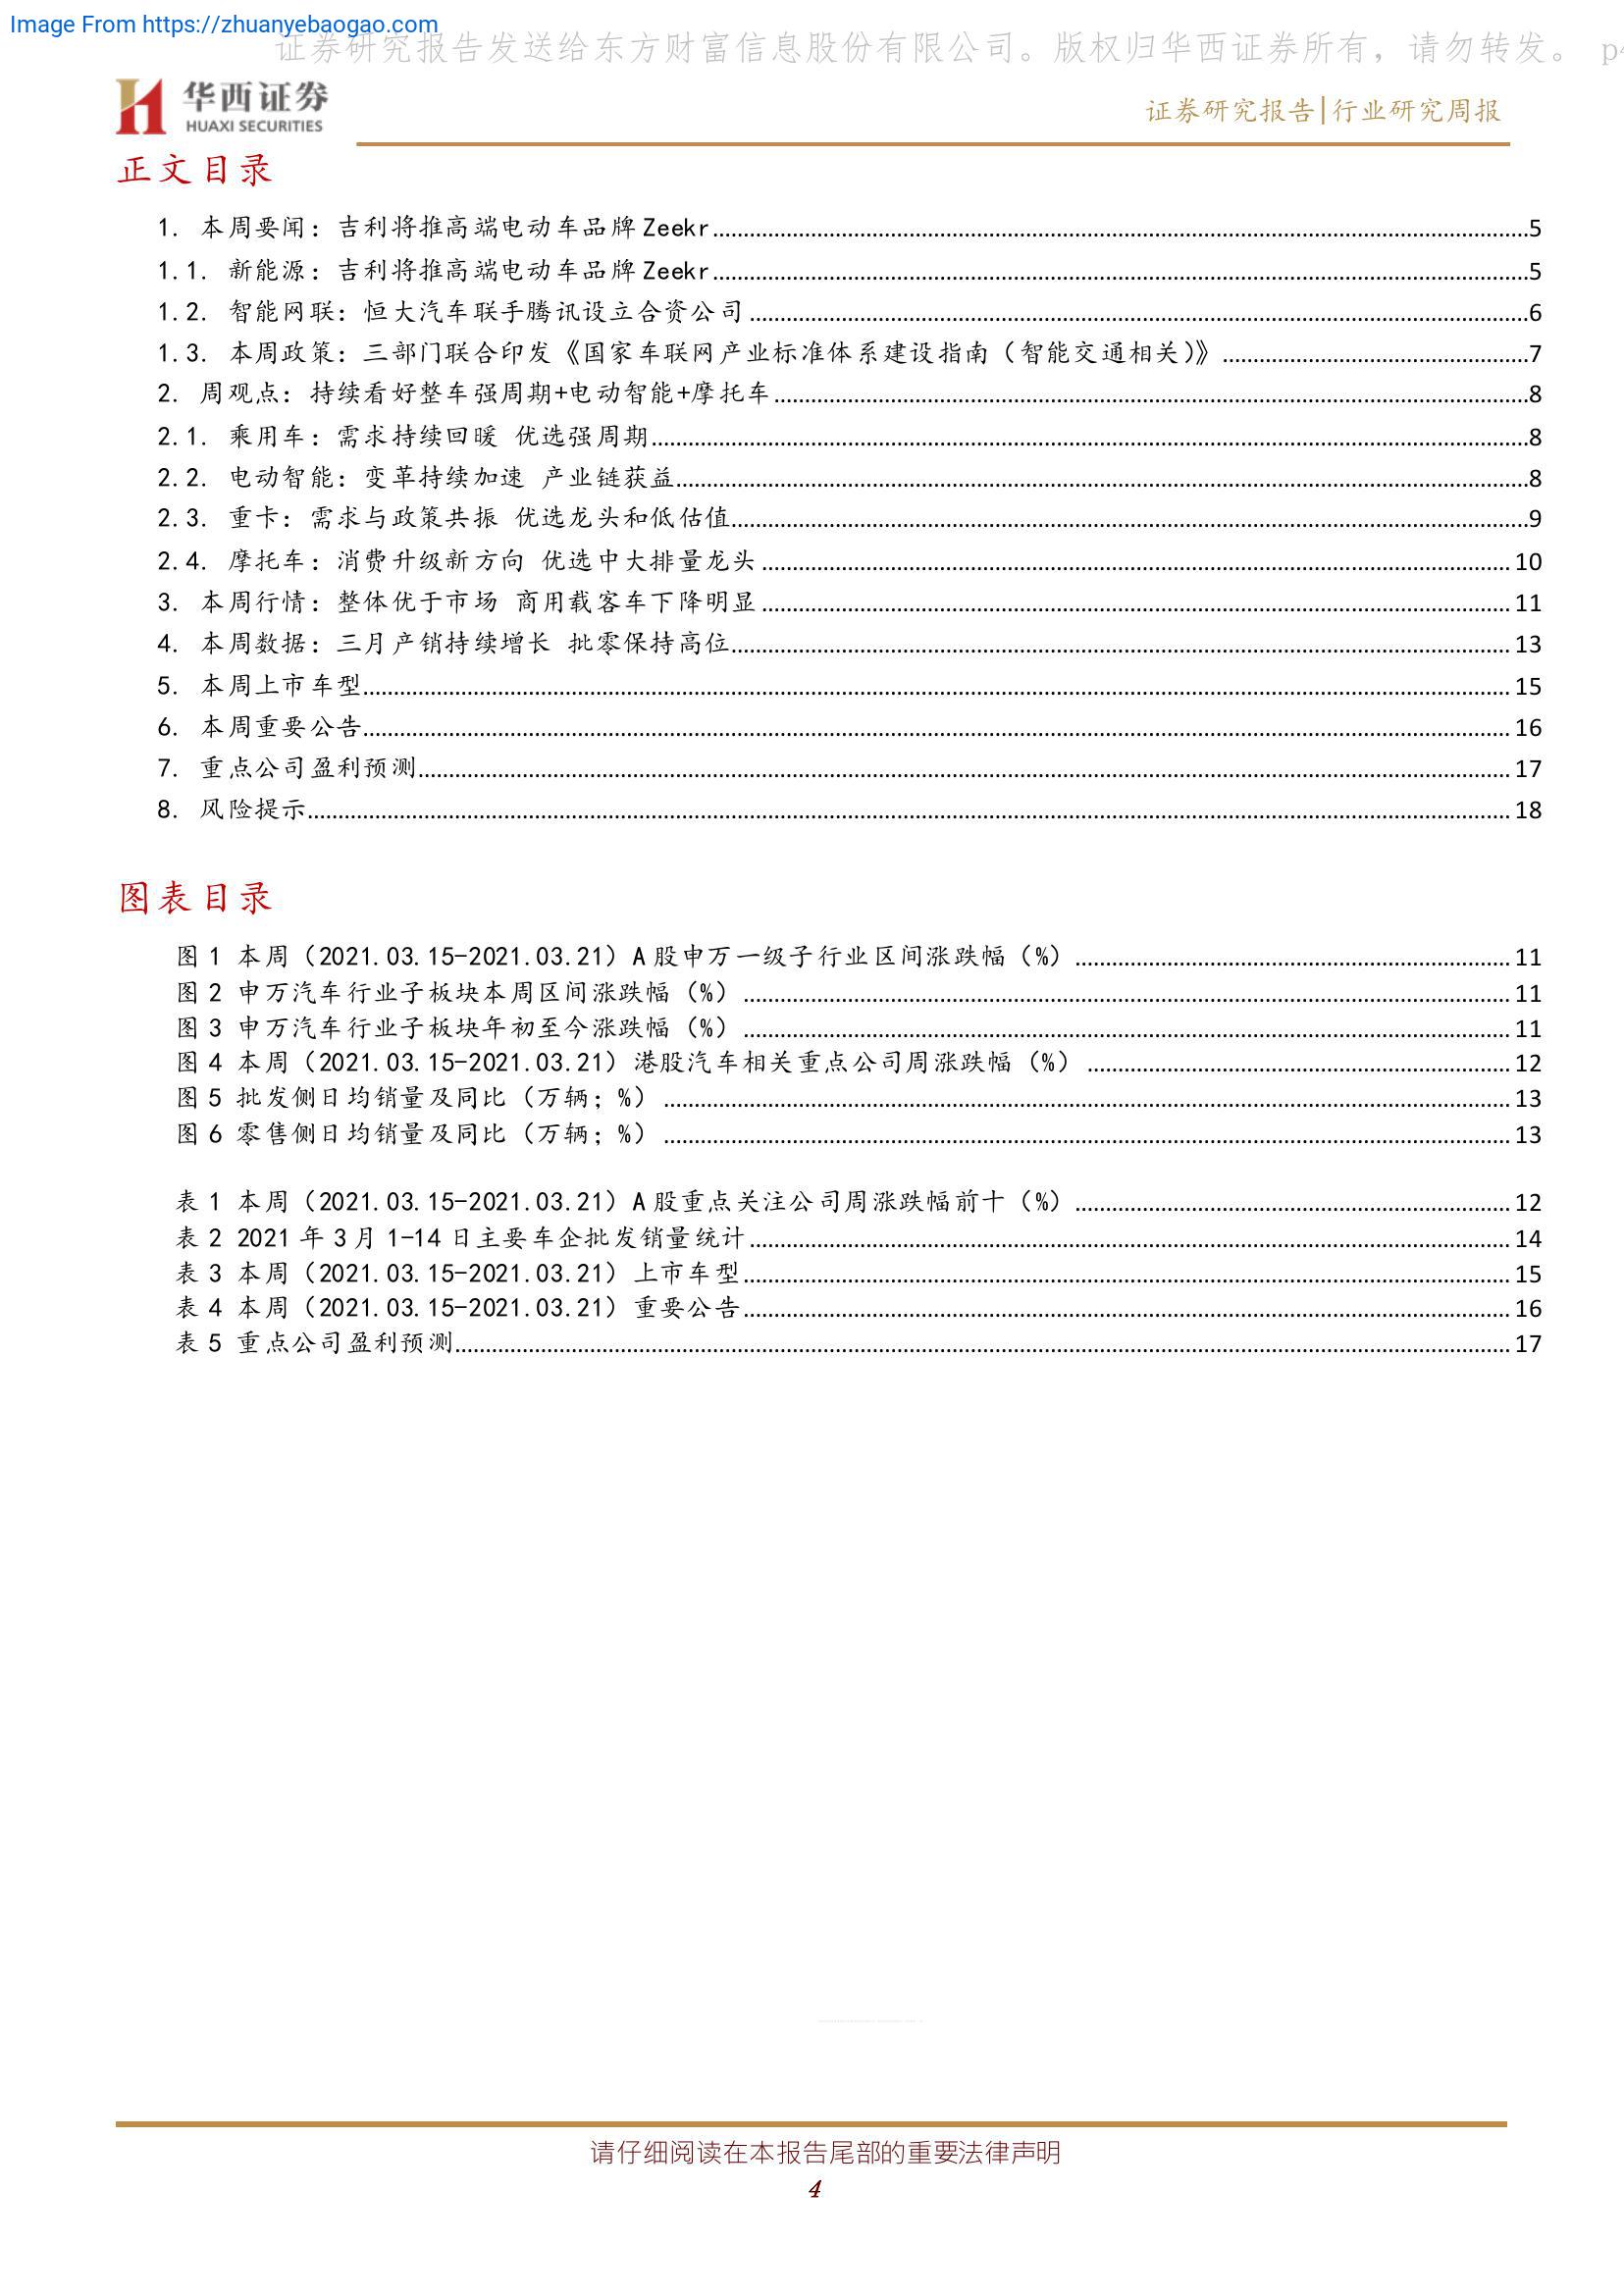 Image From https://zhuanyebaogao.com
证券研究报告发送给东方财富信息股份有限公司。版权归华西证券所有，请勿转发。 p4
华西证券
HUAXI SECURITIES
证券研究报告|行业研究周报
正文目录
1. 本周要闻：吉利将推高端电动车品牌 Zeekr........5
1.1. 新能源：吉利将推高端电动车品牌 Zeekr........5
1.2. 智能网联：恒大汽车联手腾讯设立合资公司........6
1.3. 本周政策：三部门联合印发《国家车联网产业标准体系建设指南（智能交通相关）》........7
2. 周观点：持续看好整车强周期+电动智能+摩托车........8
2.1. 乘用车：需求持续回暖 优选强周期........8
2.2. 电动智能：变革持续加速 产业链获益........8
2.3. 重卡：需求与政策共振 优选龙头和低估值........9
2.4. 摩托车：消费升级新方向 优选中大排量龙头........10
3. 本周行情：整体优于市场 商用载客车下降明显........11
4. 本周数据：三月产销持续增长 批零保持高位........13
5. 本周上市车型........15
6. 本周重要公告........16
7. 重点公司盈利预测........17
8. 风险提示........18
图表目录
图 1 本周（2021.03.15-2021.03.21）A 股申万一级子行业区间涨跌幅（%）........11
图 2 申万汽车行业子板块本周区间涨跌幅（%）........11
图 3 申万汽车行业子板块年初至今涨跌幅（%）........11
图 4 本周（2021.03.15-2021.03.21）港股汽车相关重点公司周涨跌幅（%）........12
图 5 批发侧日均销量及同比（万辆；%）........13
图 6 零售侧日均销量及同比（万辆；%）........13
表 1 本周（2021.03.15-2021.03.21）A 股重点关注公司周涨跌幅前十（%）........12
表 2 2021 年 3 月 1-14 日主要车企批发销量统计........14
表 3 本周（2021.03.15-2021.03.21）上市车型........15
表 4 本周（2021.03.15-2021.03.21）重要公告........16
表 5 重点公司盈利预测........17
请仔细阅读在本报告尾部的重要法律声明
4